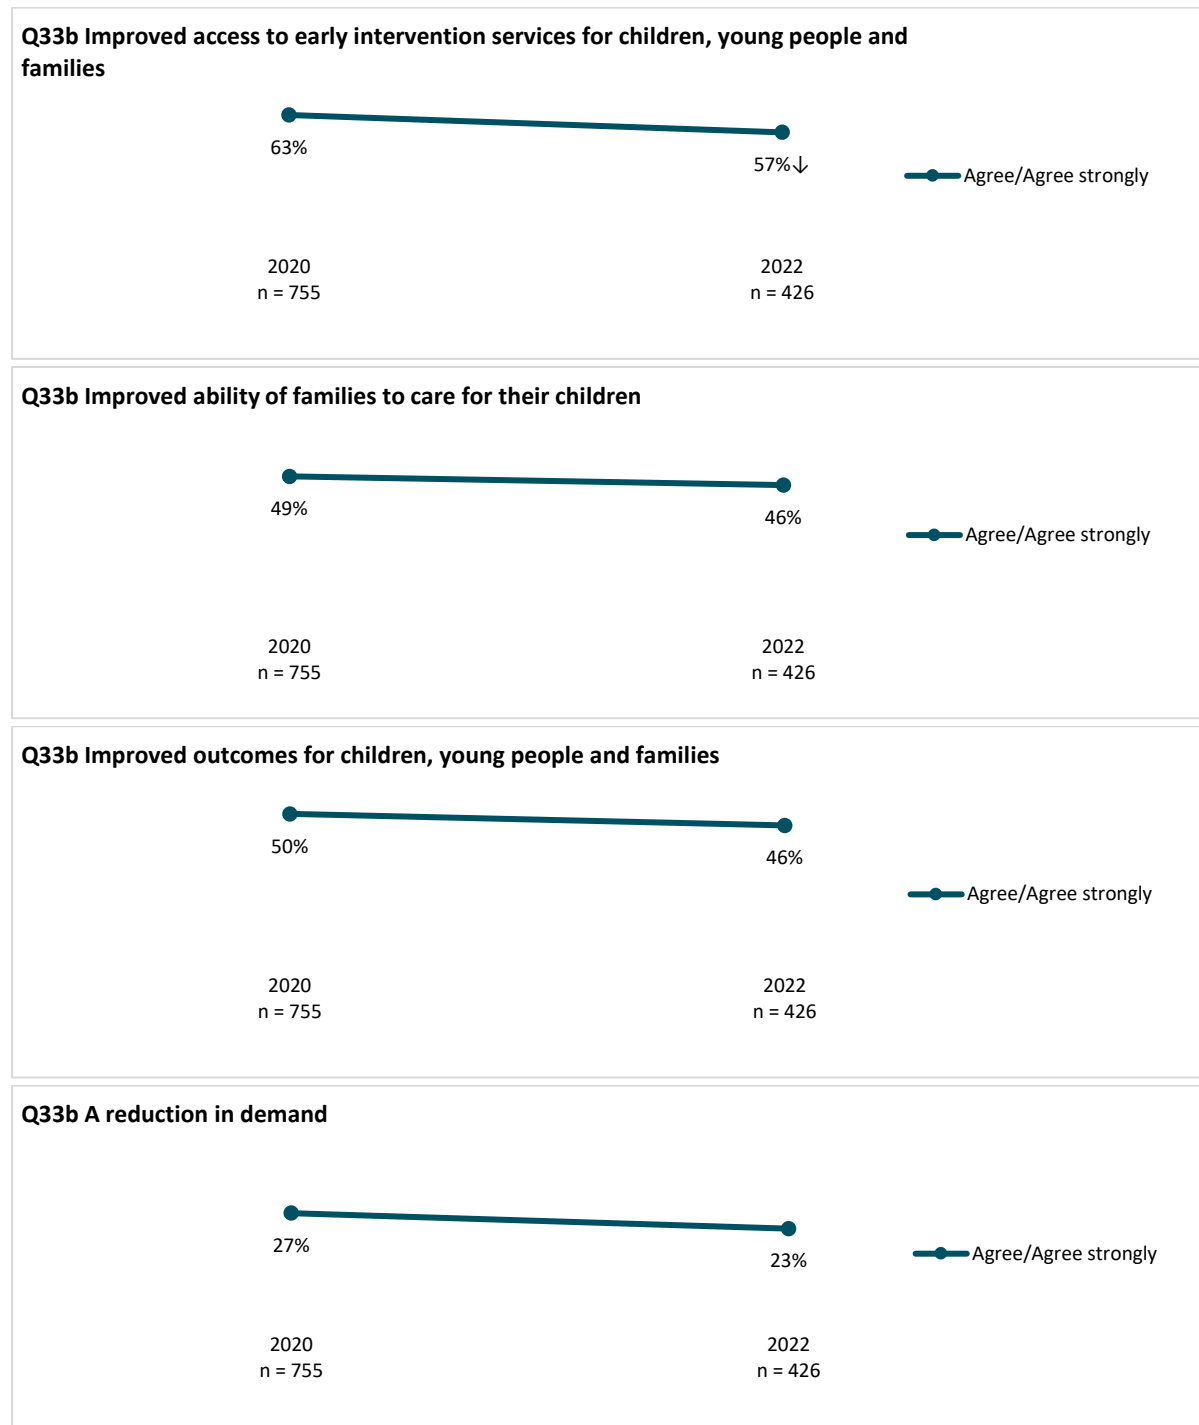 Q33b Improved access to early intervention services for children, young people and
families
63%
57%↓
Agree/Agree strongly
2020
2022
n = 755
n = 426
Q33b Improved ability of families to care for their children
49%
46%
Agree/Agree strongly
2020
2022
n = 755
n = 426
Q33b Improved outcomes for children, young people and families
50%
46%
Agree/Agree strongly
2020
2022
n = 755
n = 426
Q33b A reduction in demand
27%
23%
Agree/Agree strongly
2020
2022
n = 755
n = 426